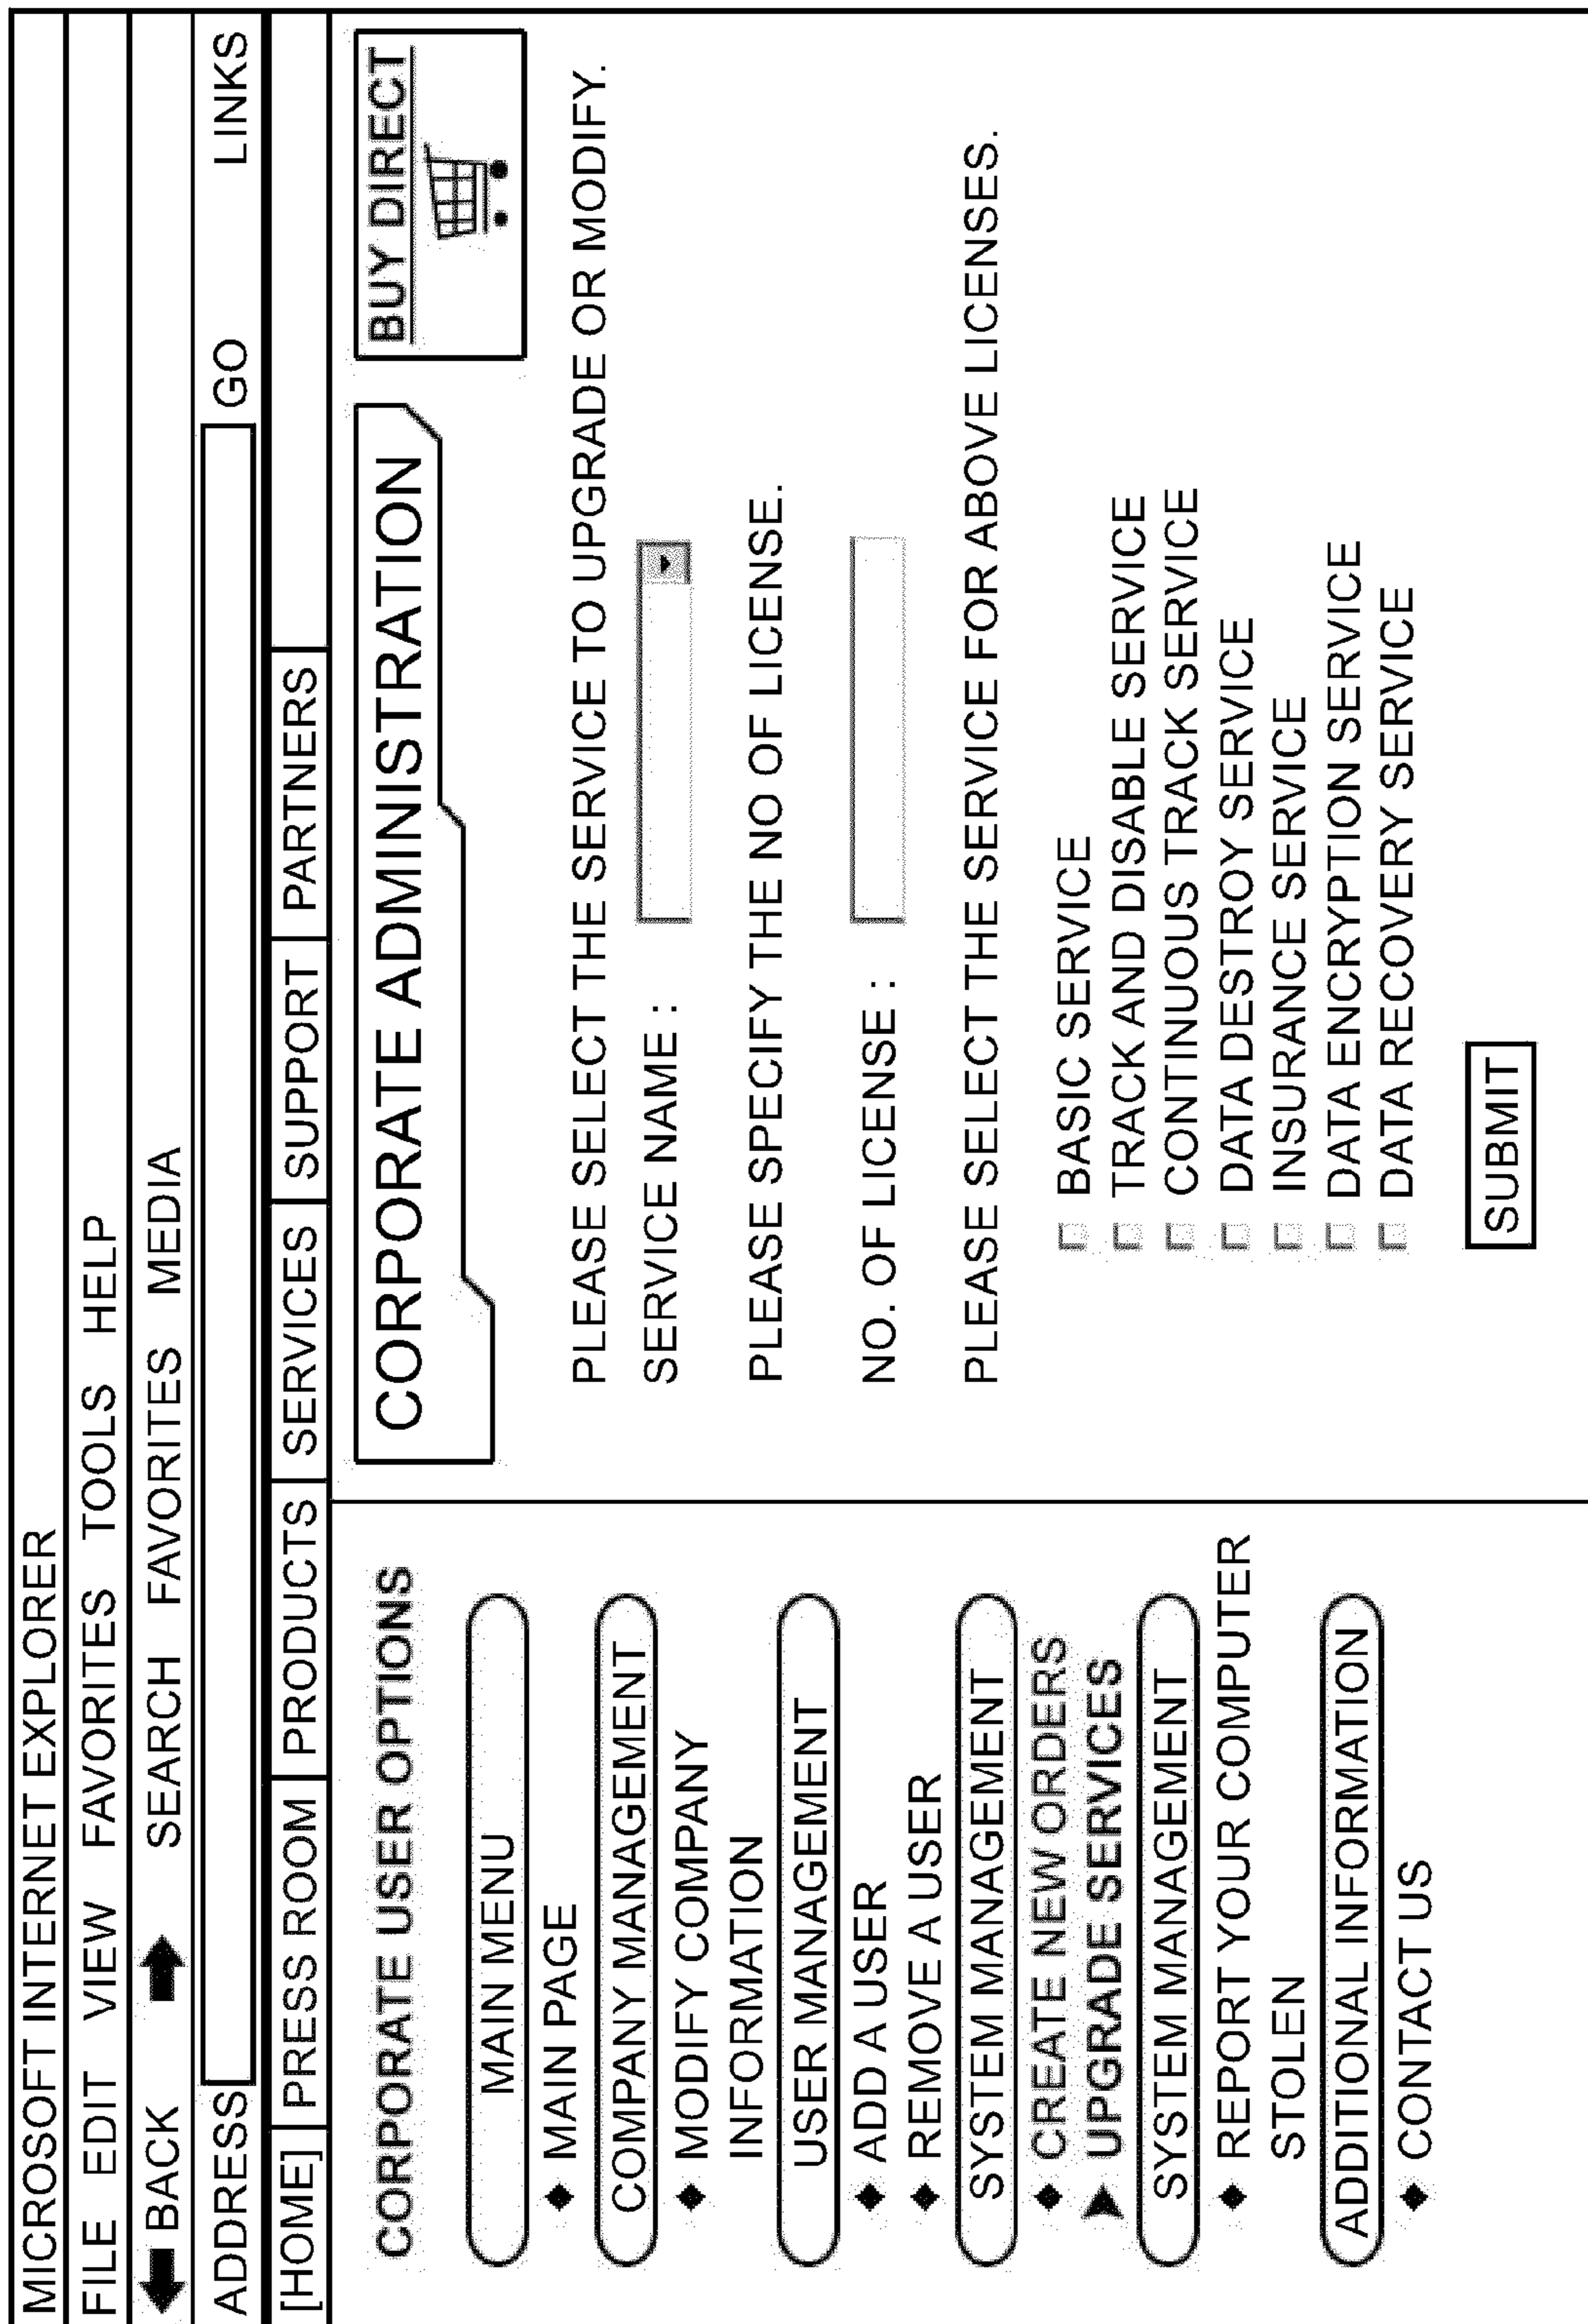 MICROSOFT INTERNET EXPLORER
FILE EDIT VIEW FAVORITES TOOLS HELP
BACK SEARCH FAVORITES MEDIA
ADDRESS GO LINKS
[HOME] PRESS ROOM PRODUCTS SERVICES SUPPORT PARTNERS
CORPORATE USER OPTIONS
MAIN MENU
MAIN PAGE
COMPANY MANAGEMENT
MODIFY COMPANY
INFORMATION
USER MANAGEMENT
ADD A USER
REMOVE A USER
SYSTEM MANAGEMENT
CREATE NEW ORDERS
UPGRADE SERVICES
SYSTEM MANAGEMENT
REPORT YOUR COMPUTER
STOLEN
ADDITIONAL INFORMATION
CONTACT US
CORPORATE ADMINISTRATION
BUY DIRECT
PLEASE SELECT THE SERVICE TO UPGRADE OR MODIFY.
SERVICE NAME :
PLEASE SPECIFY THE NO OF LICENSE.
NO. OF LICENSE :
PLEASE SELECT THE SERVICE FOR ABOVE LICENSES.
BASIC SERVICE
TRACK AND DISABLE SERVICE
CONTINUOUS TRACK SERVICE
DATA DESTROY SERVICE
INSURANCE SERVICE
DATA ENCRYPTION SERVICE
DATA RECOVERY SERVICE
SUBMIT